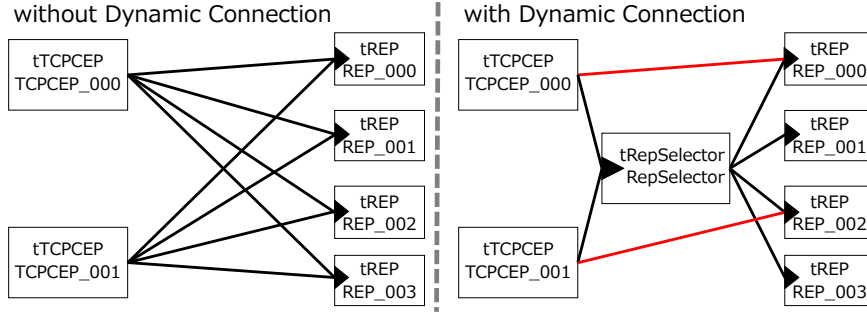 without Dynamic Connection
tTCPCEP
TCPCEP_000
tTCPCEP
TCPCEP_001
tREP
REP_000
tREP
REP_001
tREP
REP_002
tREP
REP_003
with Dynamic Connection
tTCPCEP
TCPCEP_000
tTCPCEP
TCPCEP_001
tRepSelector
RepSelector
tREP
REP_000
tREP
REP_001
tREP
REP_002
tREP
REP_003